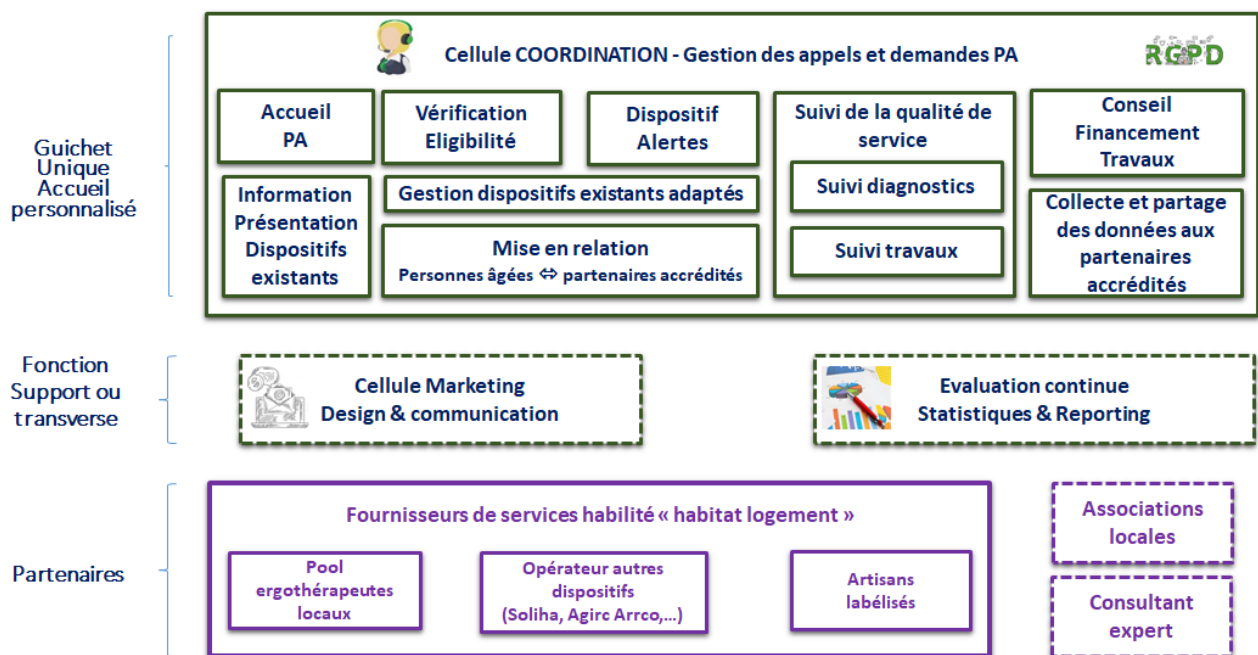 Guichet
Unique
Accueil
personnalisé
Cellule COORDINATION - Gestion des appels et demandes PA
RGPD
Accueil
PA
Vérification
Eligibilité
Dispositif
Alertes
Suivi de la qualité de
service
Conseil
Financement
Travaux
Information
Présentation
Dispositifs
existants
Gestion dispositifs existants adaptés
Mise en relation
Personnes âgées ⇔ partenaires accrédités
Suivi diagnostics
Suivi travaux
Collecte et partage
des données aux
partenaires
accrédités
Fonction
Support ou
transverse
Cellule Marketing
Design & communication
Evaluation continue
Statistiques & Reporting
Partenaires
Fournisseurs de services habilité « habitat logement »
Pool
ergothérapeutes
locaux
Opérateur autres
dispositifs
(Soliha, Agirc Arrco,...)
Artisans
labélisés
Associations
locales
Consultant
expert